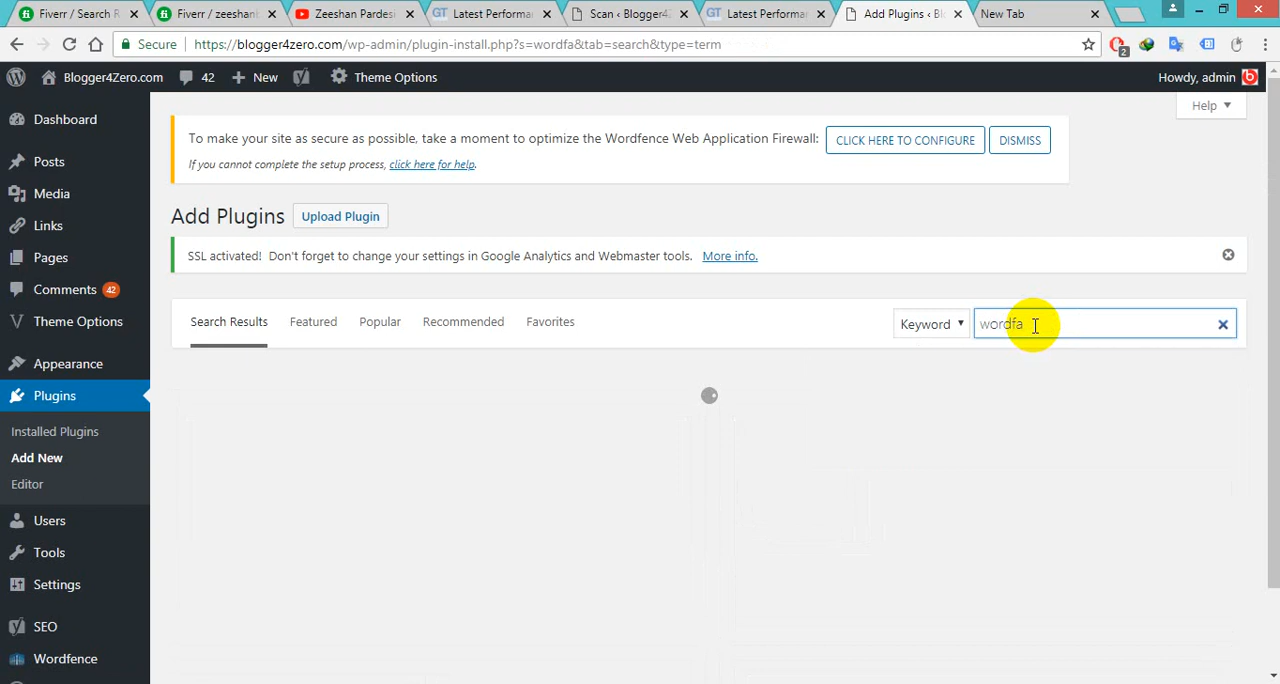 Fiverr / Search R
Fiverr / zeeshanb
Zeeshan Pardesi
Latest Performan
Scan ‹ Blogger4Z
Latest Performan
Add Plugins ‹ Blo
New Tab
Secure
https://blogger4zero.com/wp-admin/plugin-install.php?s=wordfa&tab=search&type=term
2
Blogger4Zero.com
42
New
Theme Options
Howdy, admin
Help
To make your site as secure as possible, take a moment to optimize the Wordfence Web Application Firewall:
CLICK HERE TO CONFIGURE
DISMISS
If you cannot complete the setup process, click here for help.
Add Plugins
Upload Plugin
SSL activated! Don't forget to change your settings in Google Analytics and Webmaster tools. More info.
Search Results
Featured
Popular
Recommended
Favorites
Keyword
wordfa
Dashboard
Posts
Media
Links
Pages
Comments 42
Theme Options
Appearance
Plugins
Installed Plugins
Add New
Editor
Users
Tools
Settings
SEO
Wordfence